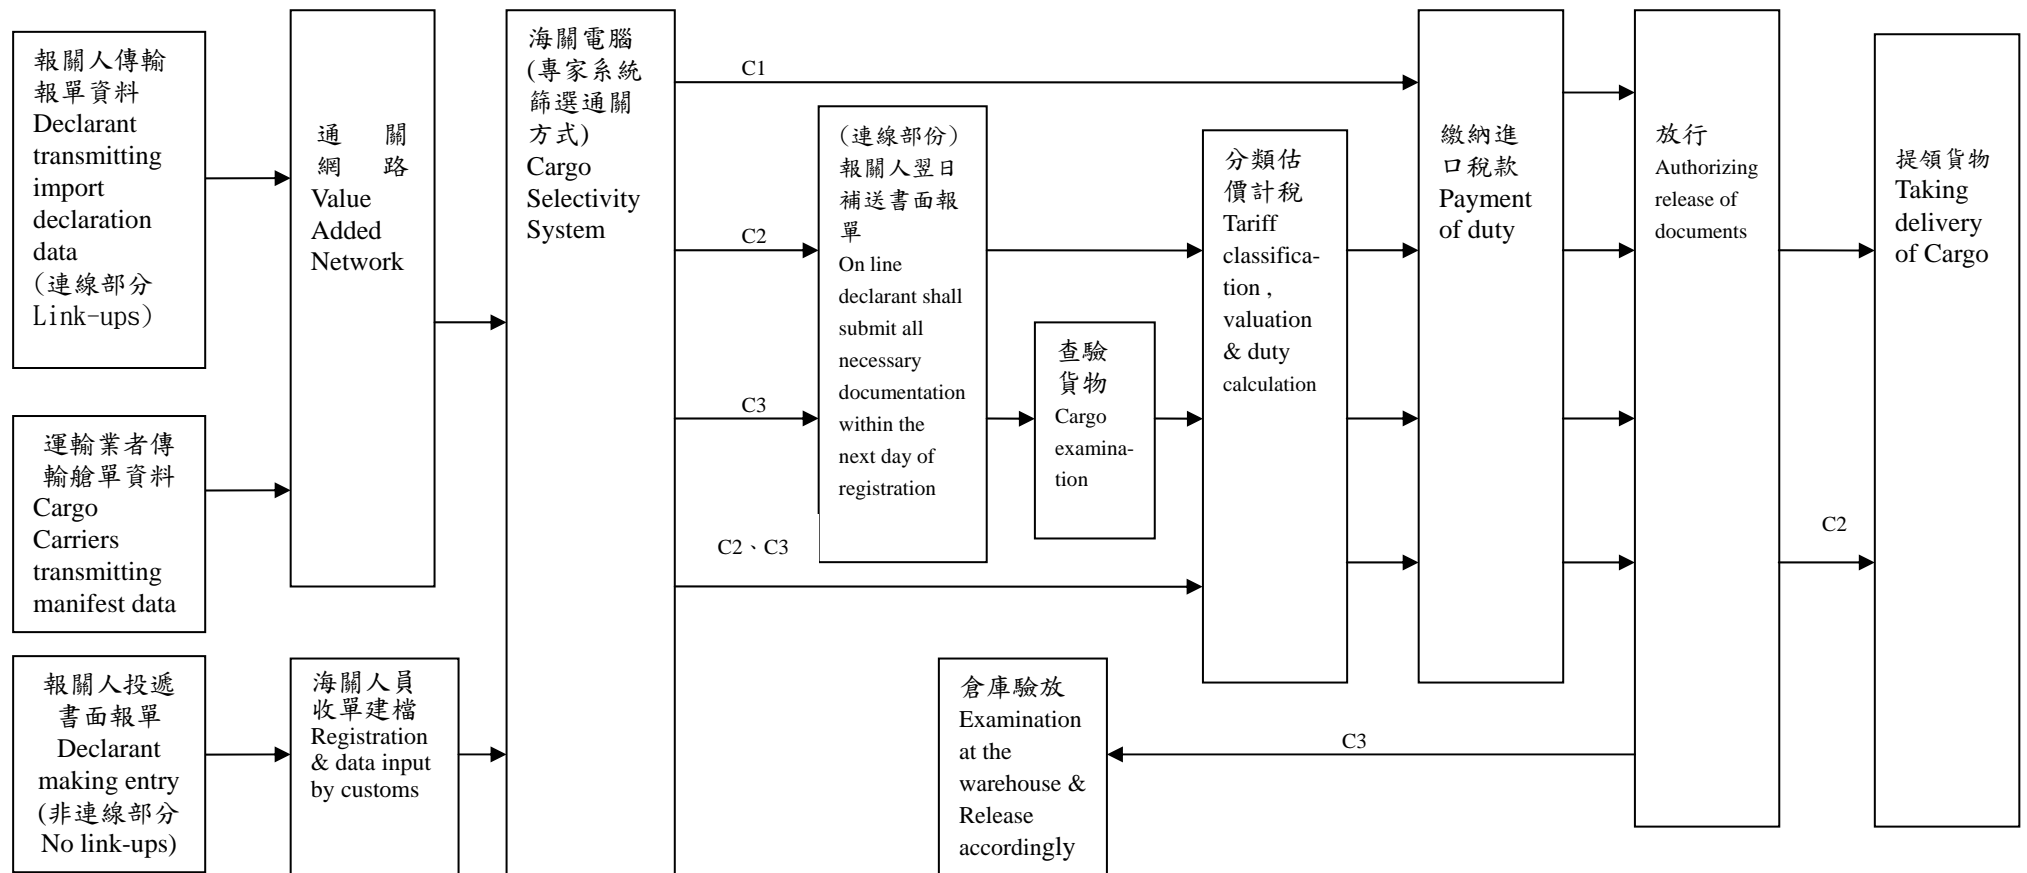 報關人傳輸
報單資料
Declarant
transmitting
import
declaration
data
(連線部分
Link-ups)
運輸業者傳
輸艙單資料
Cargo
Carriers
transmitting
manifest data
報關人投遞
書面報單
Declarant
making entry
(非連線部分
No link-ups)
通 關
網 路
Value
Added
Network
海關人員
收單建檔
Registration
& data input
by customs
海關電腦
(專家系統
篩選通關
方式)
Cargo
Selectivity
System
C1
C2
C3
C2、C3
(連線部份)
報關人翌日
補送書面報
單
On line
declarant shall
submit all
necessary
documentation
within the
next day of
registration
查驗
貨物
Cargo
examina-
tion
分類估
價計稅
Tariff
classifica-
tion ,
valuation
& duty
calculation
繳納進
口稅款
Payment
of duty
放行
Authorizing
release of
documents
C2
C3
倉庫驗放
Examination
at the
warehouse &
Release
accordingly
提領貨物
Taking
delivery
of Cargo